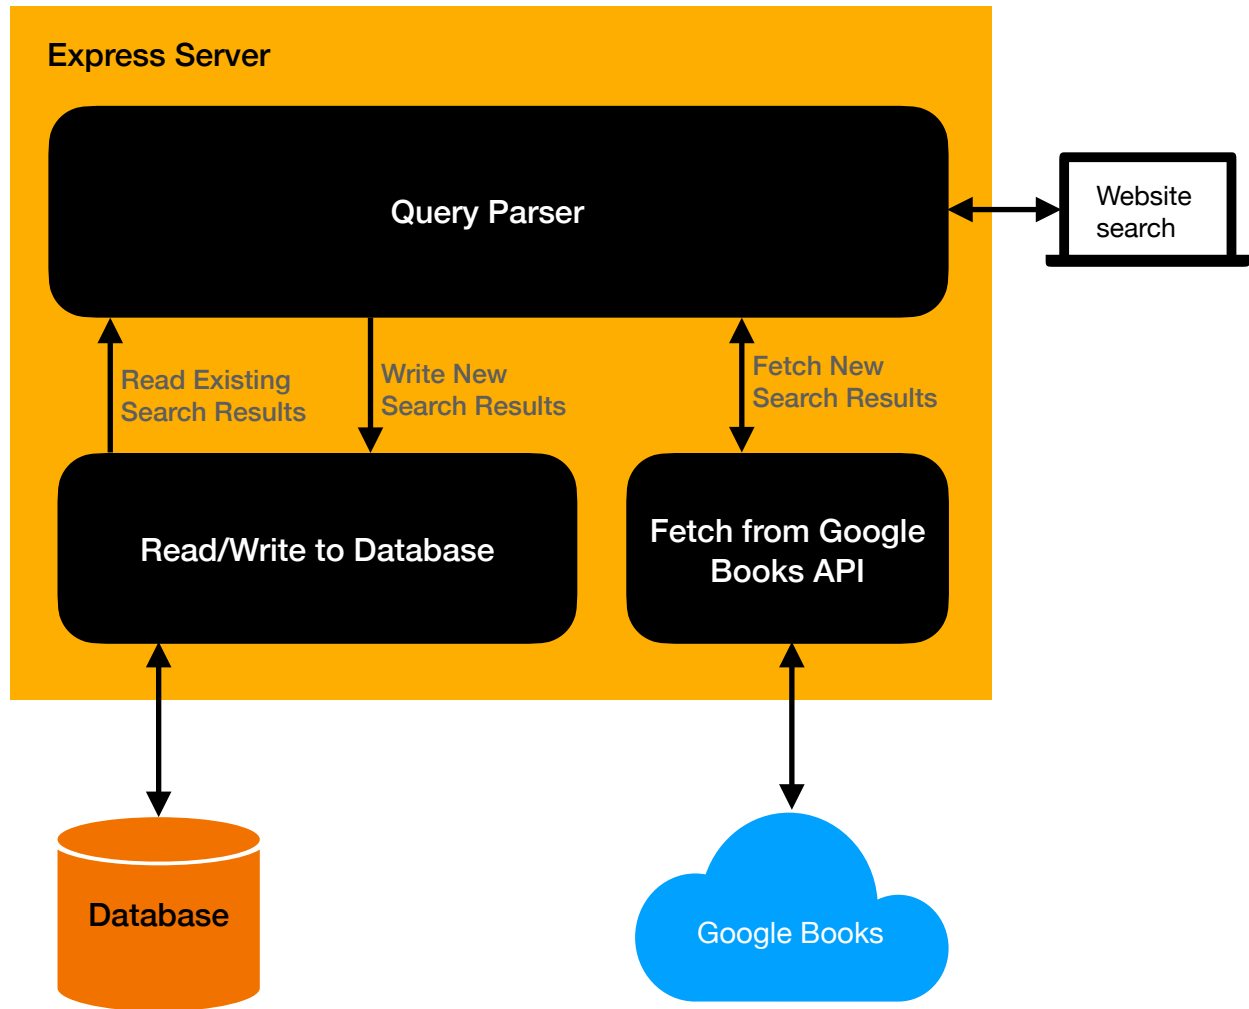 Express Server
Query Parser
Website
search
Read Existing
Search Results
Write New
Search Results
Fetch New
Search Results
Read/Write to Database
Fetch from Google
Books API
Database
Google Books